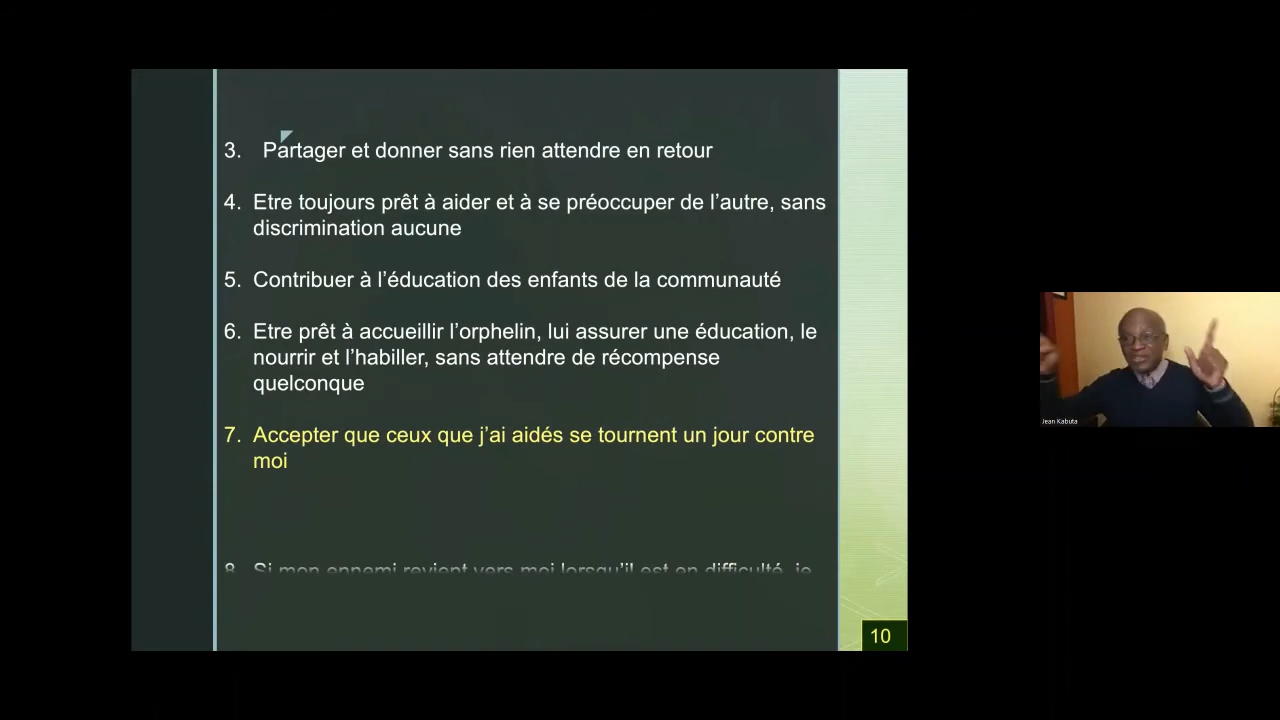 3. Partager et donner sans rien attendre en retour
4. Etre toujours prêt à aider et à se préoccuper de l’autre, sans
discrimination aucune
5. Contribuer à l’éducation des enfants de la communauté
6. Etre prêt à accueillir l’orphelin, lui assurer une éducation, le
nourrir et l’habiller, sans attendre de récompense
quelconque
7. Accepter que ceux que j’ai aidés se tournent un jour contre
moi
8. Si mon ennemi revient vers moi lorsqu’il est en difficulté, je
10
Jean Kabuta